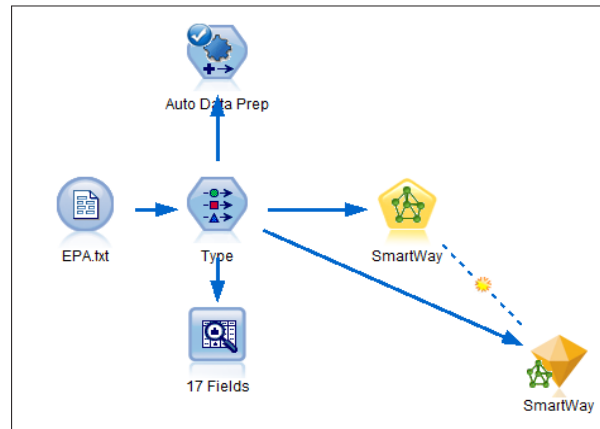 Auto Data Prep
EPA.txt
Type
SmartWay
17 Fields
SmartWay